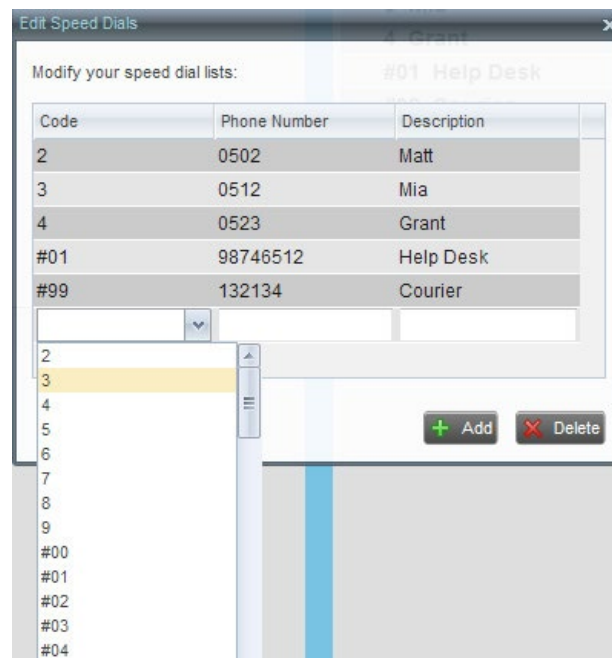 Edit Speed Dials
4 Grant
#01 Help Desk
Modify your speed dial lists:
Code Phone Number Description
2 0502 Matt
3 0512 Mia
4 0523 Grant
#01 98746512 Help Desk
#99 132134 Courier
2
3
4
5
Add Delete
6
7
8
9
#00
#01
#02
#03
#04